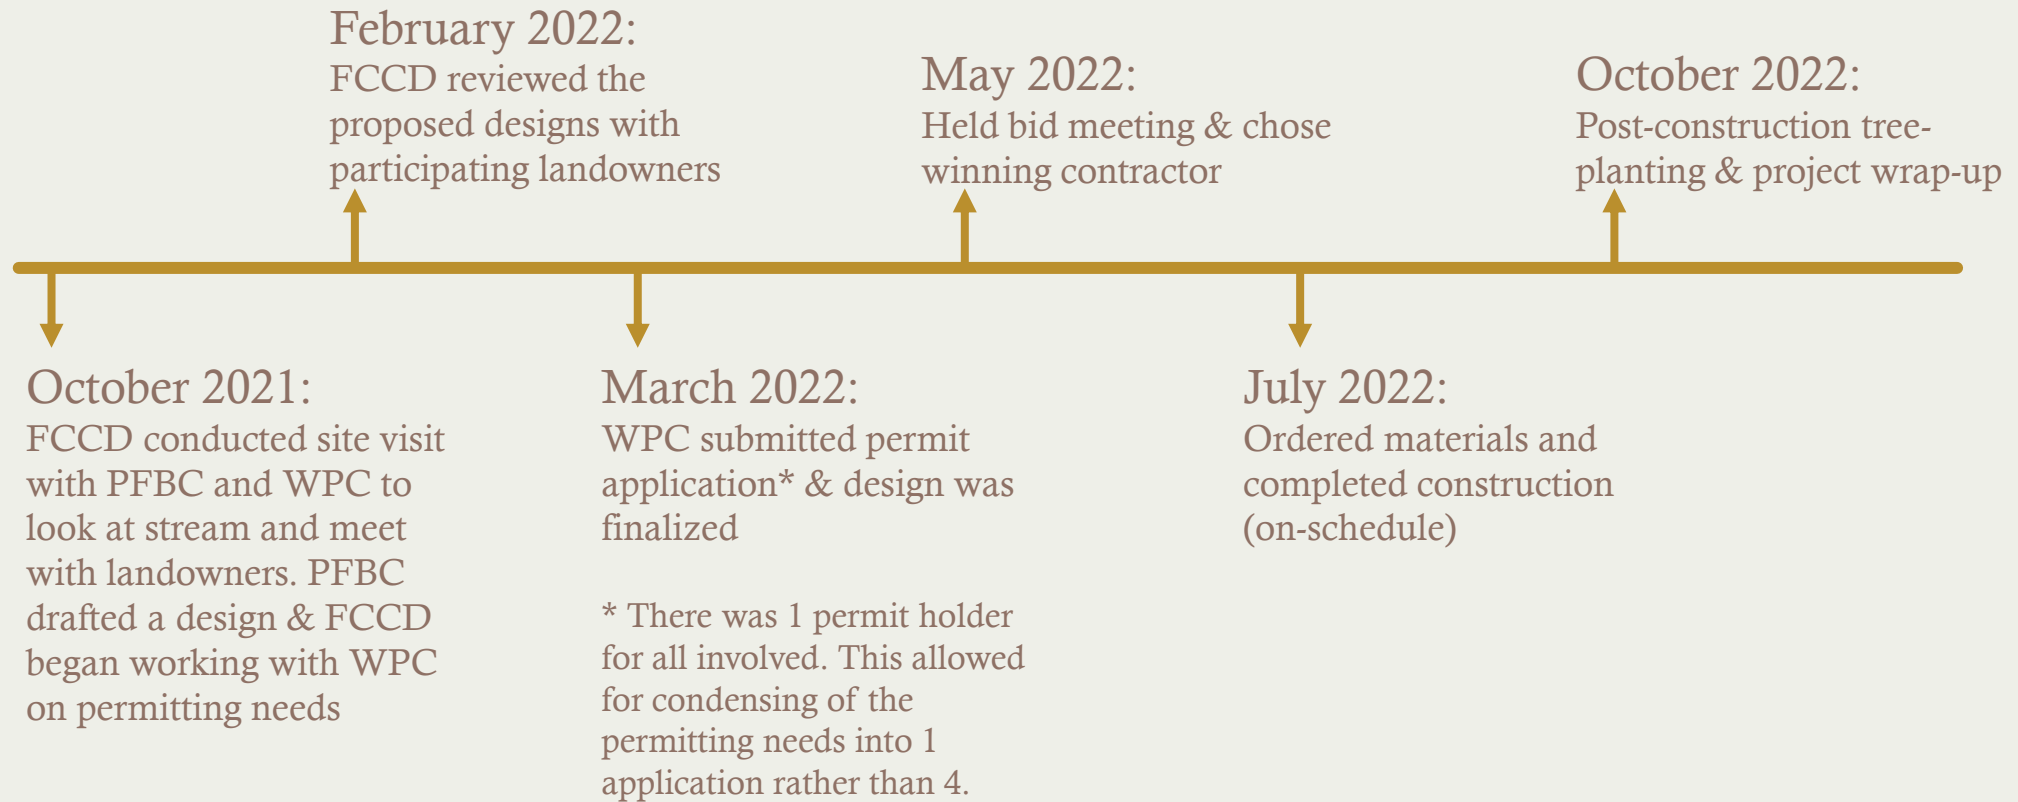 February 2022:
FCCD reviewed the
proposed designs with
participating landowners
May 2022:
Held bid meeting & chose
winning contractor
October 2022:
Post-construction tree-
planting & project wrap-up
October 2021:
FCCD conducted site visit
with PFBC and WPC to
look at stream and meet
with landowners. PFBC
drafted a design & FCCD
began working with WPC
on permitting needs
March 2022:
WPC submitted permit
application* & design was
finalized
* There was 1 permit holder
for all involved. This allowed
for condensing of the
permitting needs into 1
application rather than 4.
July 2022:
Ordered materials and
completed construction
(on-schedule)